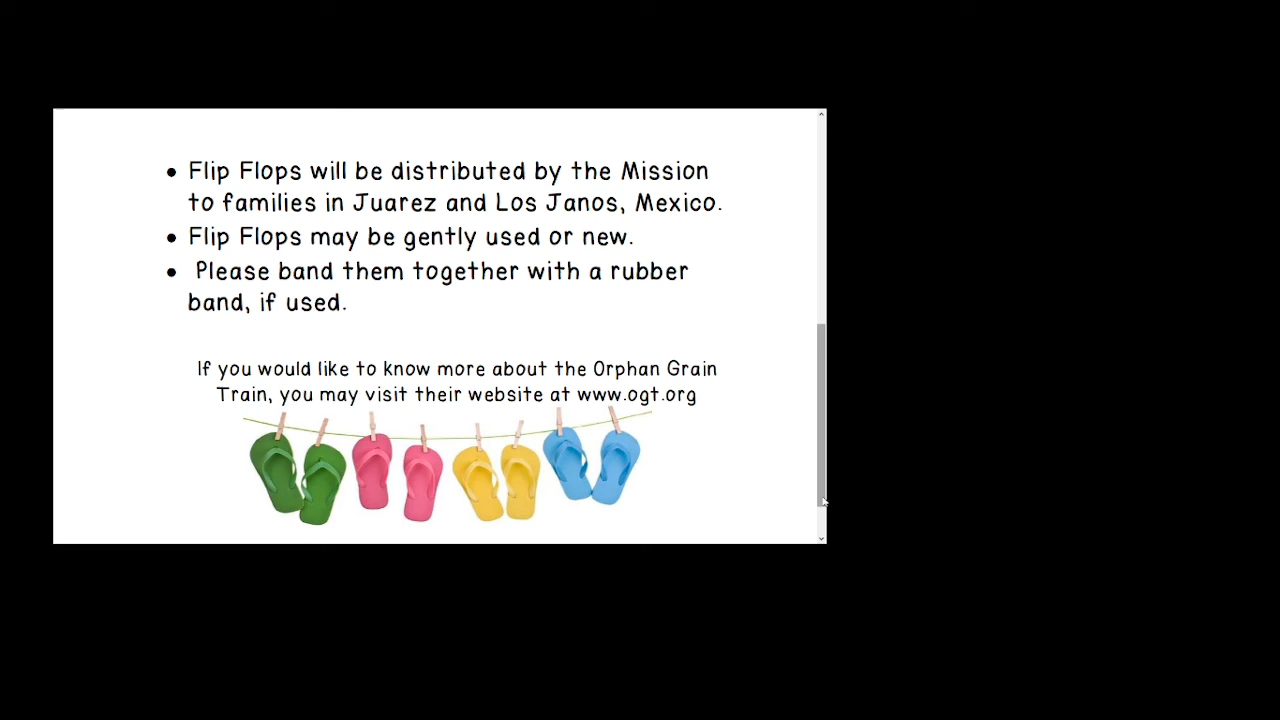 • Flip Flops will be distributed by the Mission
to families in Juarez and Los Janos, Mexico.
• Flip Flops may be gently used or new.
• Please band them together with a rubber
band, if used.
If you would like to know more about the Orphan Grain
Train, you may visit their website at www.ogt.org